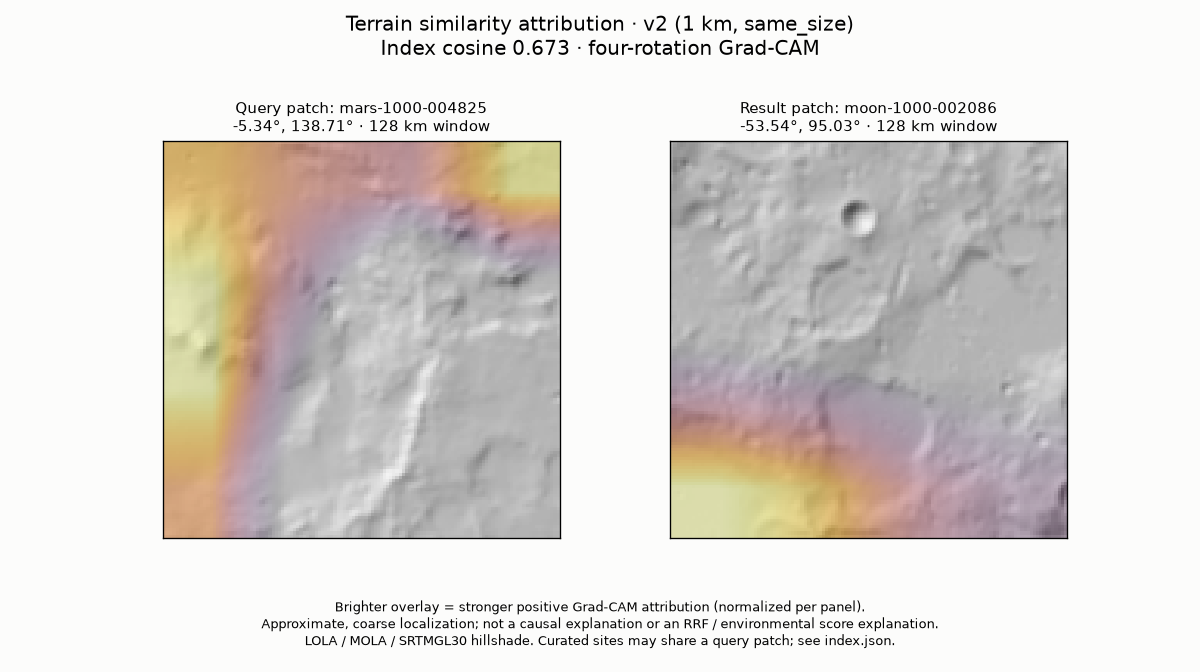 Terrain similarity attribution · v2 (1 km, same_size)
Index cosine 0.673 · four-rotation Grad-CAM
Query patch: mars-1000-004825
-5.34°, 138.71° · 128 km window
Result patch: moon-1000-002086
-53.54°, 95.03° · 128 km window
Brighter overlay = stronger positive Grad-CAM attribution (normalized per panel).
Approximate, coarse localization; not a causal explanation or an RRF / environmental score explanation.
LOLA / MOLA / SRTMGL30 hillshade. Curated sites may share a query patch; see index.json.